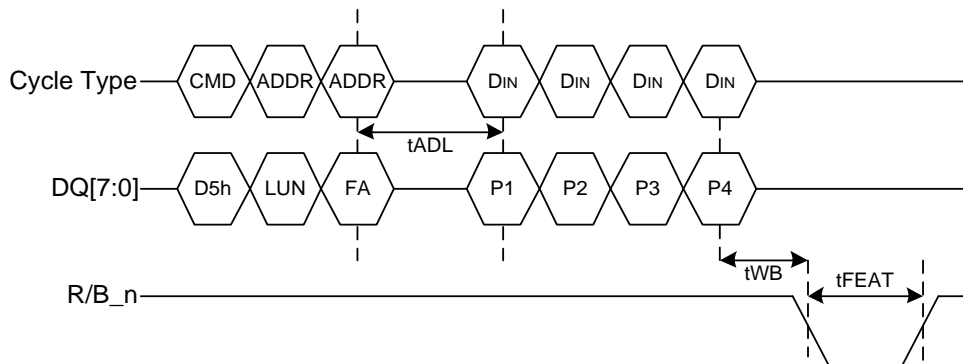 Cycle Type CMD ADDR ADDR DIN DIN DIN DIN
tADL
DQ[7:0] D5h LUN FA P1 P2 P3 P4
tWB tFEAT
R/B_n